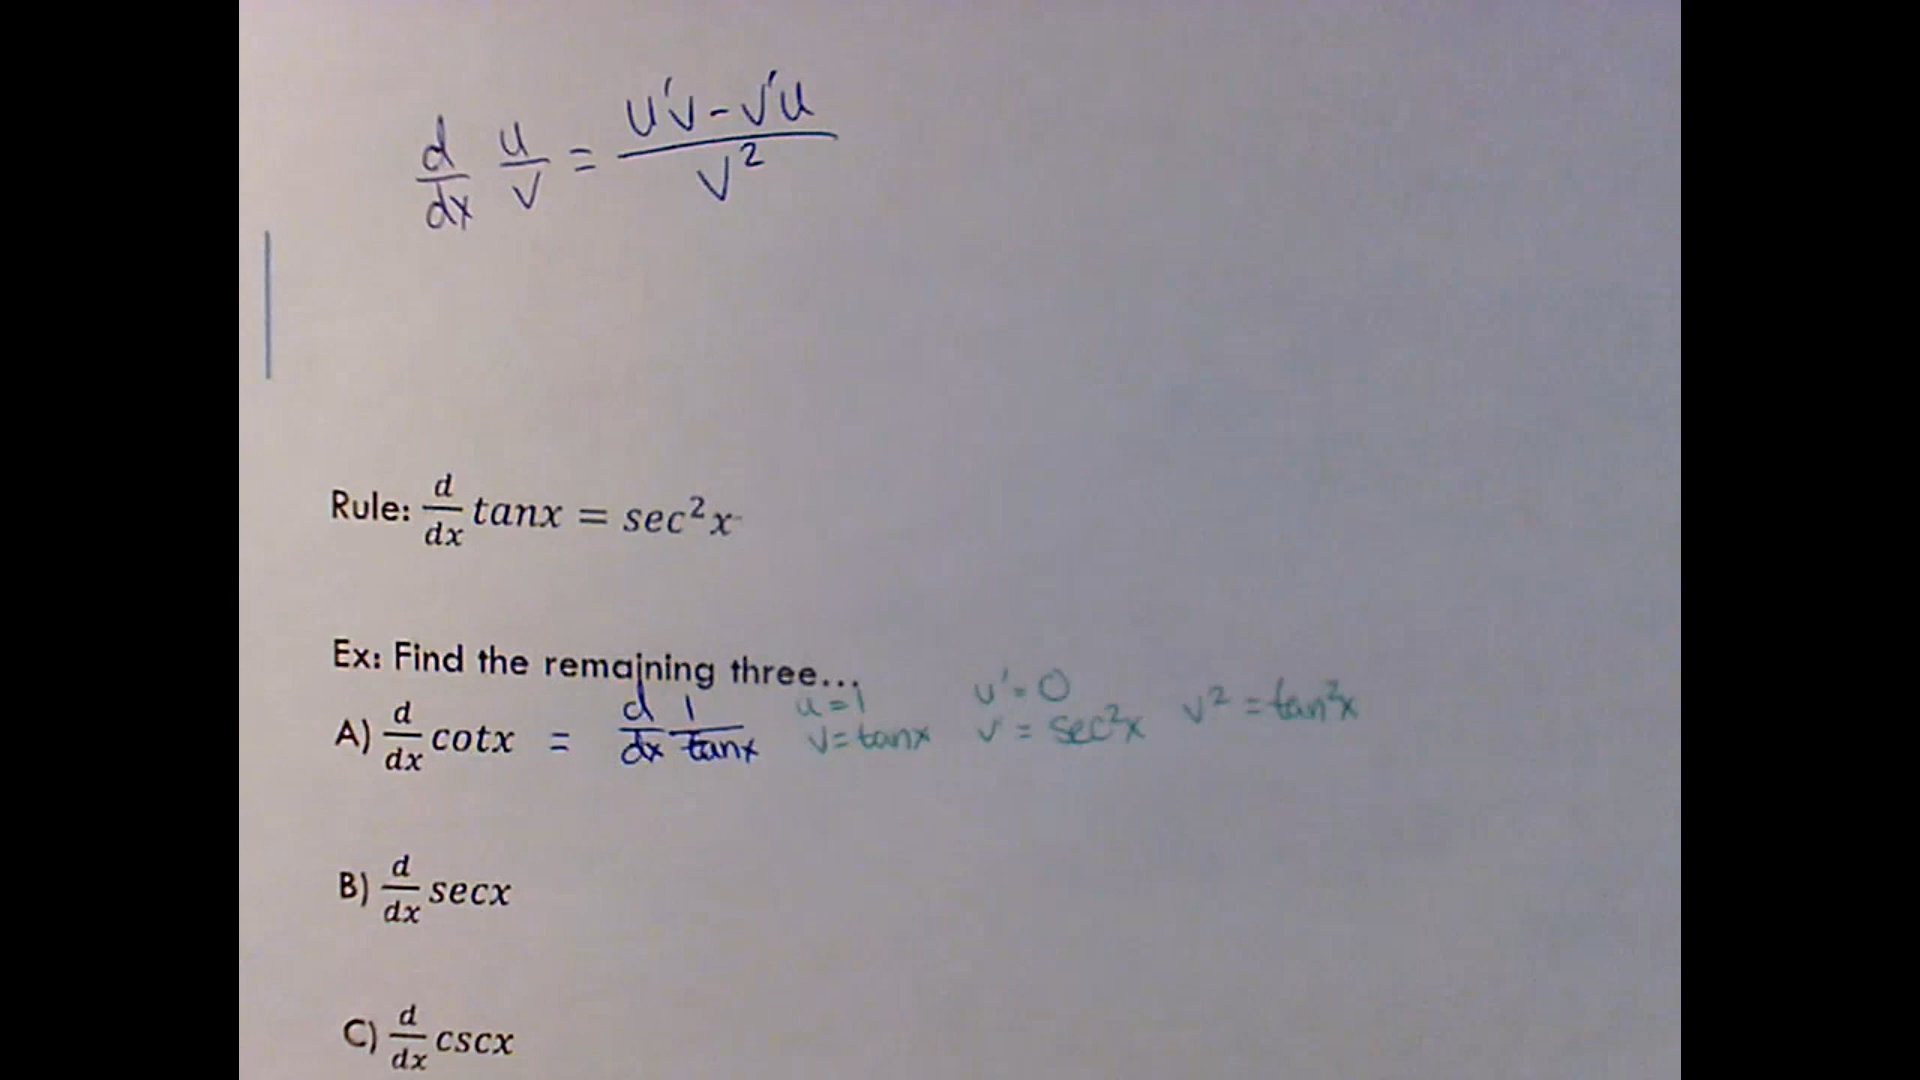 d/dx u/v = u'v - v'u / v²
Rule: d/dx tanx = sec²x
Ex: Find the remaining three...
A) d/dx cotx = d/dx 1/tanx u=1 v=tanx u'=0 v'=sec²x v²=tan²x
B) d/dx secx
C) d/dx cscx